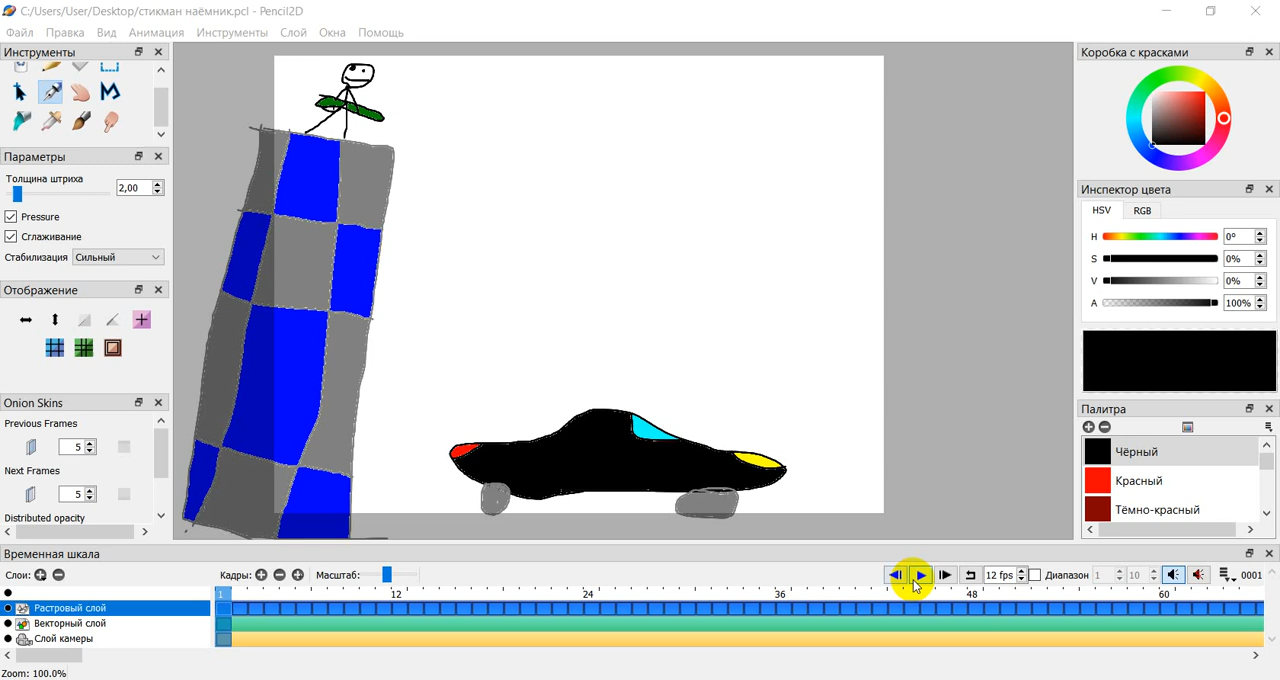 C:/Users/User/Desktop/стикман наёмник.pcl - Pencil2D
Файл Правка Вид Анимация Инструменты Слой Окна Помощь
Инструменты
Параметры
Толщина штриха
2,00
Pressure
Сглаживание
Стабилизация Сильный
Отображение
Onion Skins
Previous Frames
5
Next Frames
5
Distributed opacity
Коробка с красками
Инспектор цвета
HSV RGB
H 0°
S 0%
V 0%
A 100%
Палитра
Чёрный
Красный
Тёмно-красный
Временная шкала
Слои: Кадры: Масштаб: 12 fps Диапазон 1 10 0001
1 12 24 36 48 60
Растровый слой
Векторный слой
Слой камеры
Zoom: 100.0%